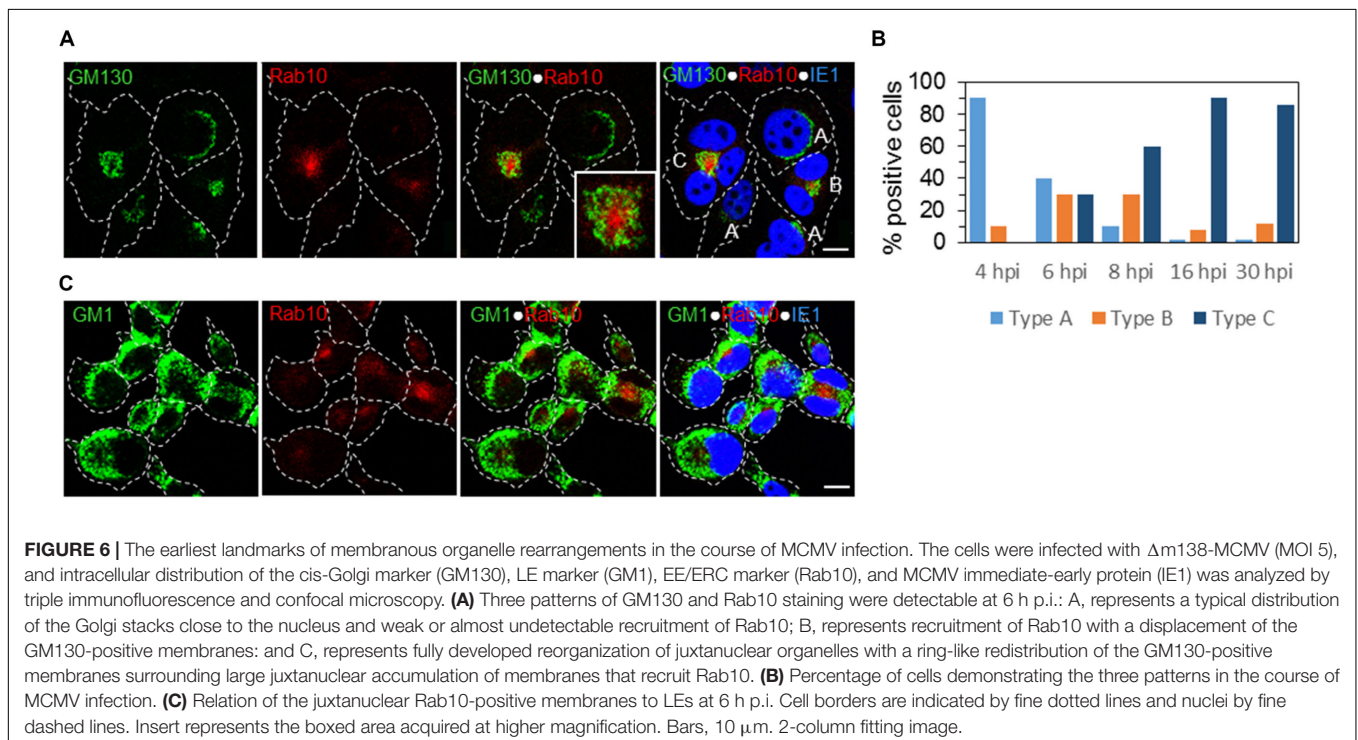 A
GM130
Rab10
GM130●Rab10
GM130●Rab10●IE1
A
C
B
A
A
B
% positive cells
100
80
60
40
20
0
4 hpi 6 hpi 8 hpi 16 hpi 30 hpi
Type A Type B Type C
C
GM1
Rab10
GM1●Rab10
GM1●Rab10●IE1
FIGURE 6 | The earliest landmarks of membranous organelle rearrangements in the course of MCMV infection. The cells were infected with Δm138-MCMV (MOI 5),
and intracellular distribution of the cis-Golgi marker (GM130), LE marker (GM1), EE/ERC marker (Rab10), and MCMV immediate-early protein (IE1) was analyzed by
triple immunofluorescence and confocal microscopy. (A) Three patterns of GM130 and Rab10 staining were detectable at 6 h p.i.: A, represents a typical distribution
of the Golgi stacks close to the nucleus and weak or almost undetectable recruitment of Rab10; B, represents recruitment of Rab10 with a displacement of the
GM130-positive membranes: and C, represents fully developed reorganization of juxtanuclear organelles with a ring-like redistribution of the GM130-positive
membranes surrounding large juxtanuclear accumulation of membranes that recruit Rab10. (B) Percentage of cells demonstrating the three patterns in the course of
MCMV infection. (C) Relation of the juxtanuclear Rab10-positive membranes to LEs at 6 h p.i. Cell borders are indicated by fine dotted lines and nuclei by fine
dashed lines. Insert represents the boxed area acquired at higher magnification. Bars, 10 μm. 2-column fitting image.